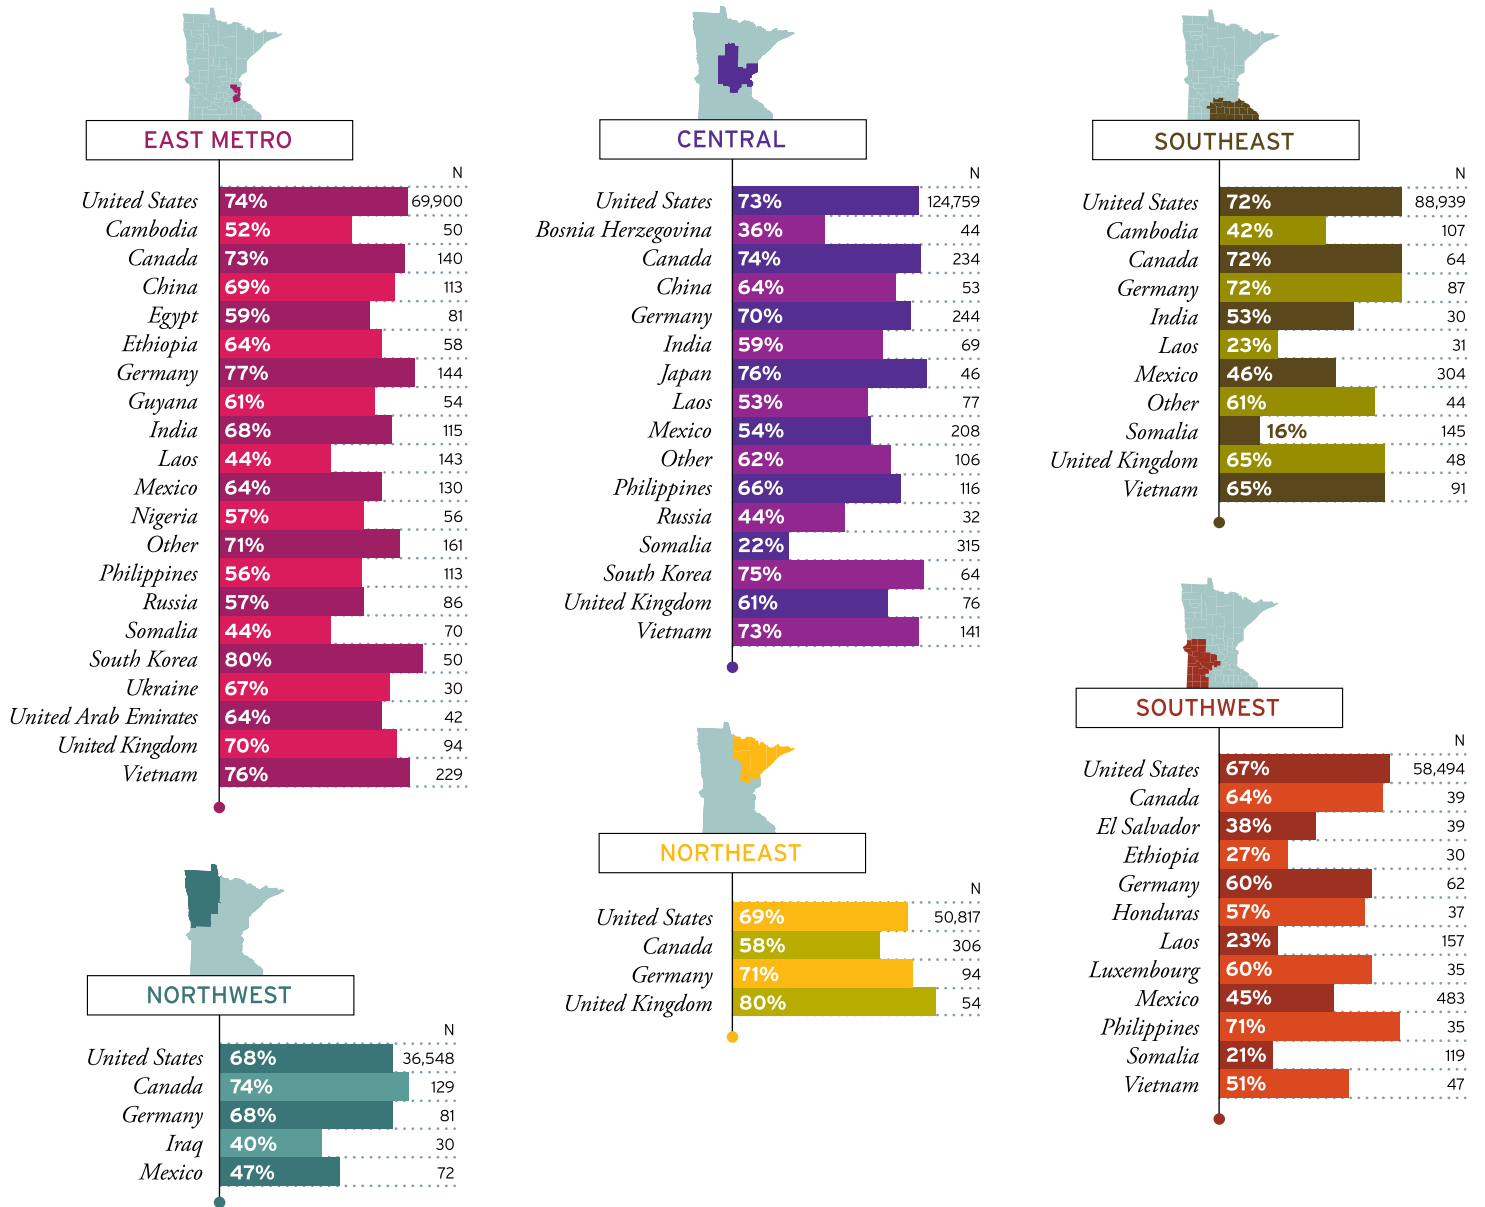 EAST METRO
N
United States 74% 69,900
Cambodia 52% 50
Canada 73% 140
China 69% 113
Egypt 59% 81
Ethiopia 64% 58
Germany 77% 144
Guyana 61% 54
India 68% 115
Laos 44% 143
Mexico 64% 130
Nigeria 57% 56
Other 71% 161
Philippines 56% 113
Russia 57% 86
Somalia 44% 70
South Korea 80% 50
Ukraine 67% 30
United Arab Emirates 64% 42
United Kingdom 70% 94
Vietnam 76% 229
NORTHWEST
N
United States 68% 36,548
Canada 74% 129
Germany 68% 81
Iraq 40% 30
Mexico 47% 72
CENTRAL
N
United States 73% 124,759
Bosnia Herzegovina 36% 44
Canada 74% 234
China 64% 53
Germany 70% 244
India 59% 69
Japan 76% 46
Laos 53% 77
Mexico 54% 208
Other 62% 106
Philippines 66% 116
Russia 44% 32
Somalia 22% 315
South Korea 75% 64
United Kingdom 61% 76
Vietnam 73% 141
NORTHEAST
N
United States 69% 50,817
Canada 58% 306
Germany 71% 94
United Kingdom 80% 54
SOUTHEAST
N
United States 72% 88,939
Cambodia 42% 107
Canada 72% 64
Germany 72% 87
India 53% 30
Laos 23% 31
Mexico 46% 304
Other 61% 44
Somalia 16% 145
United Kingdom 65% 48
Vietnam 65% 91
SOUTHWEST
N
United States 67% 58,494
Canada 64% 39
El Salvador 38% 39
Ethiopia 27% 30
Germany 60% 62
Honduras 57% 37
Laos 23% 157
Luxembourg 60% 35
Mexico 45% 483
Philippines 71% 35
Somalia 21% 119
Vietnam 51% 47